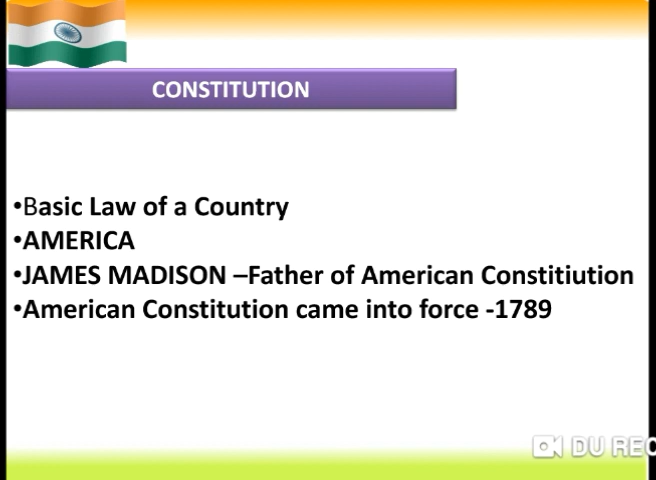 CONSTITUTION
•Basic Law of a Country
•AMERICA
•JAMES MADISON –Father of American Constitiution
•American Constitution came into force -1789
DU REC